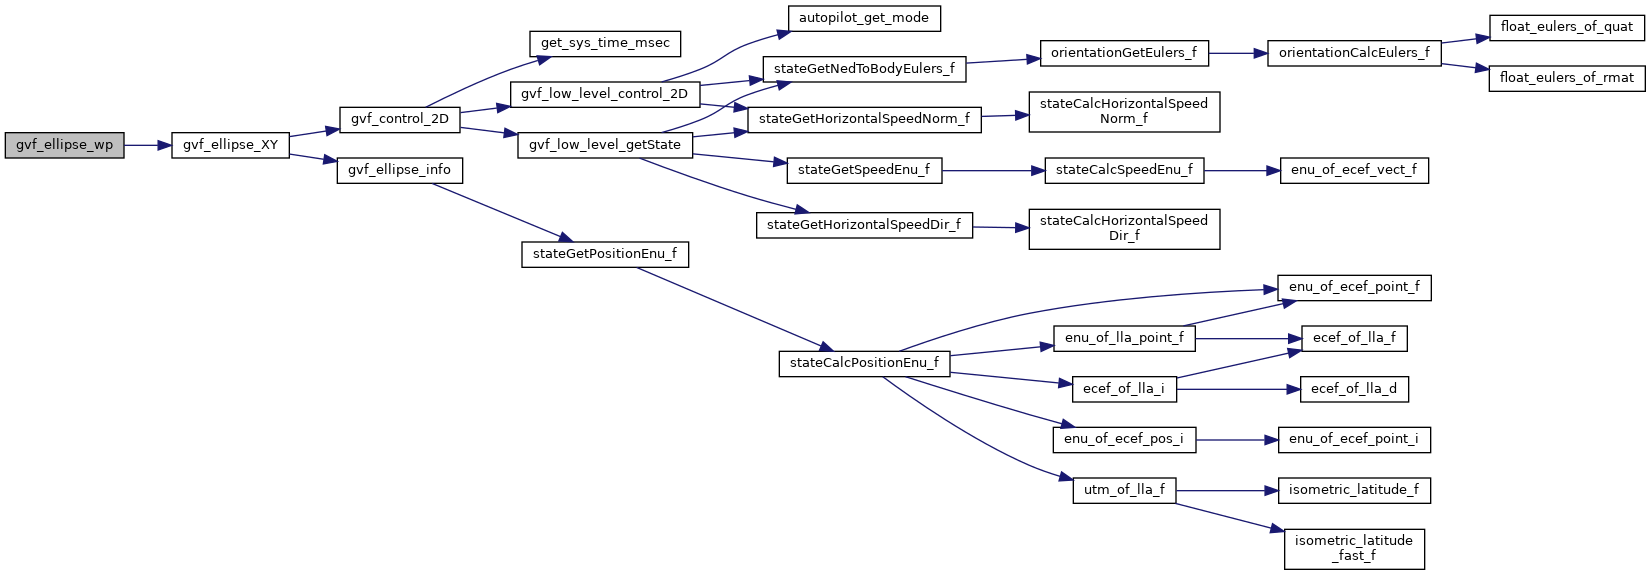 gvf_ellipse_wp
gvf_ellipse_XY
gvf_control_2D
gvf_ellipse_info
get_sys_time_msec
gvf_low_level_control_2D
gvf_low_level_getState
stateGetPositionEnu_f
autopilot_get_mode
stateGetNedToBodyEulers_f
stateGetHorizontalSpeedNorm_f
stateGetSpeedEnu_f
stateGetHorizontalSpeedDir_f
stateCalcPositionEnu_f
orientationGetEulers_f
stateCalcHorizontalSpeed
Norm_f
stateCalcSpeedEnu_f
stateCalcHorizontalSpeed
Dir_f
enu_of_lla_point_f
ecef_of_lla_i
enu_of_ecef_pos_i
utm_of_lla_f
orientationCalcEulers_f
enu_of_ecef_vect_f
enu_of_ecef_point_f
ecef_of_lla_f
ecef_of_lla_d
enu_of_ecef_point_i
isometric_latitude_f
isometric_latitude
_fast_f
float_eulers_of_quat
float_eulers_of_rmat